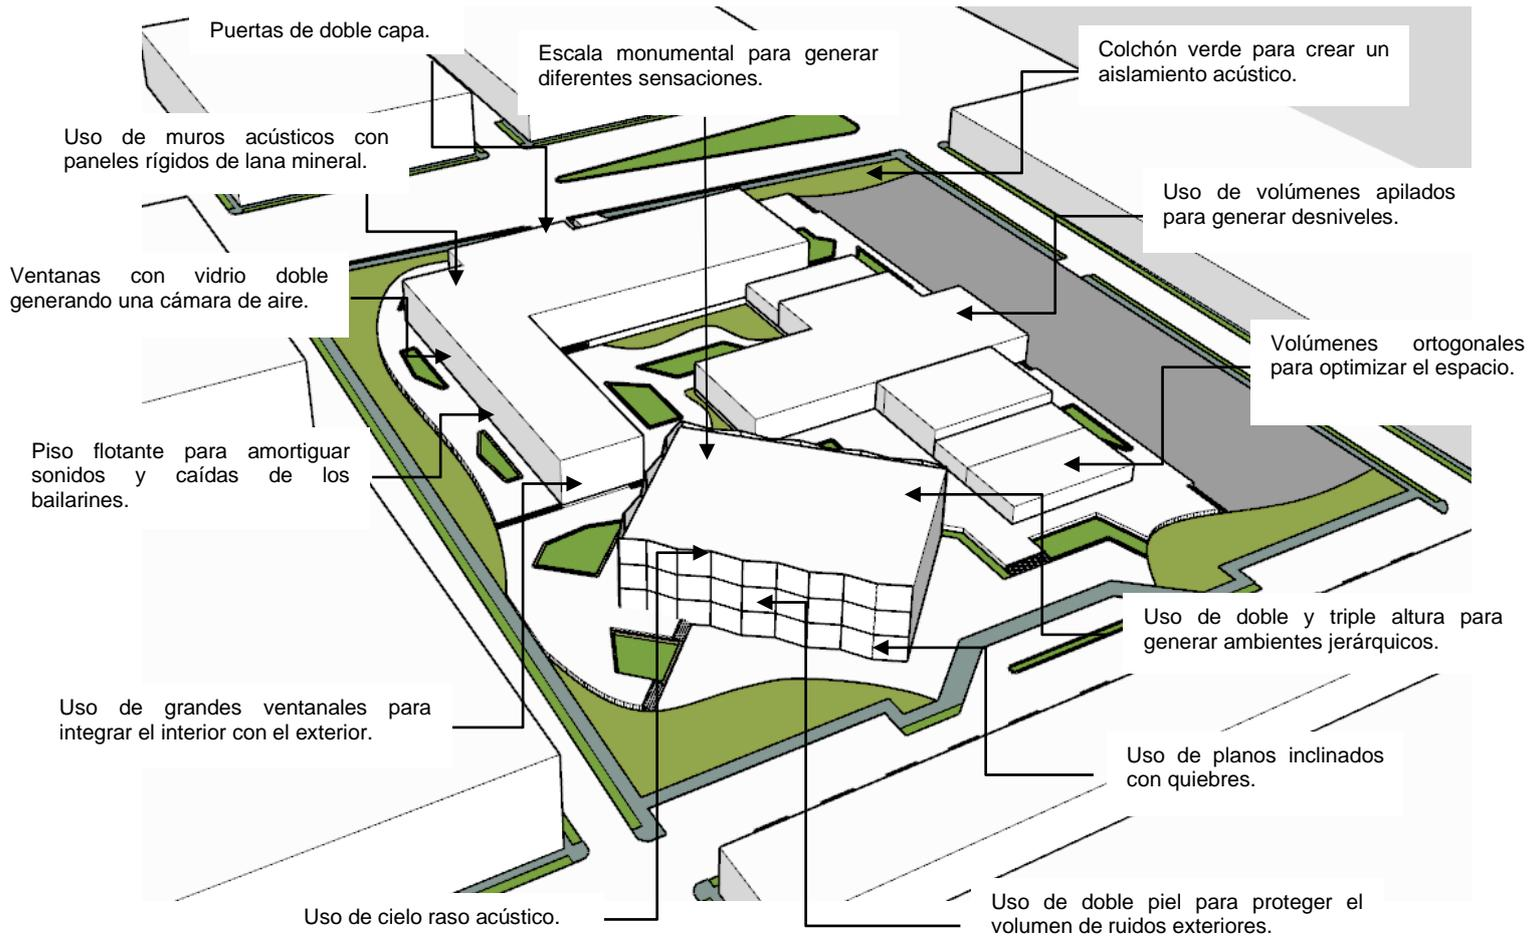 Puertas de doble capa.
Escala monumental para generar
diferentes sensaciones.
Colchón verde para crear un
aislamiento acústico.
Uso de muros acústicos con
paneles rígidos de lana mineral.
Uso de volúmenes apilados
para generar desniveles.
Ventanas con vidrio doble
generando una cámara de aire.
Volúmenes ortogonales
para optimizar el espacio.
Piso flotante para amortiguar
sonidos y caídas de los
bailarines.
Uso de doble y triple altura para
generar ambientes jerárquicos.
Uso de grandes ventanales para
integrar el interior con el exterior.
Uso de planos inclinados
con quiebres.
Uso de cielo raso acústico.
Uso de doble piel para proteger el
volumen de ruidos exteriores.